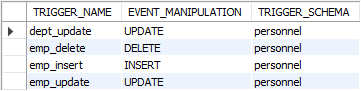 TRIGGER_NAME EVENT_MANIPULATION TRIGGER_SCHEMA
dept_update UPDATE personnel
emp_delete DELETE personnel
emp_insert INSERT personnel
emp_update UPDATE personnel